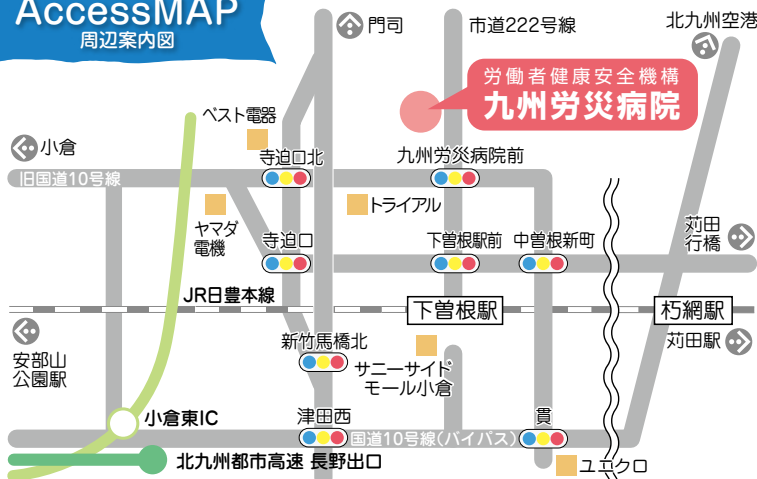 AccessMAP
周辺案内図
門司
市道222号線
北九州空港
労働者健康安全機構
九州労災病院
ベスト電器
小倉
寺迫口北
九州労災病院前
旧国道10号線
ヤマダ
電機
トライアル
寺迫口
下曽根駅前
中曽根新町
苅田
行橋
JR日豊本線
下曽根駅
朽網駅
安部山
公園駅
新竹馬橋北
サニーサイド
モール小倉
苅田駅
小倉東IC
津田西
国道10号線(バイパス)
貫
北九州都市高速 長野出口
ユニクロ